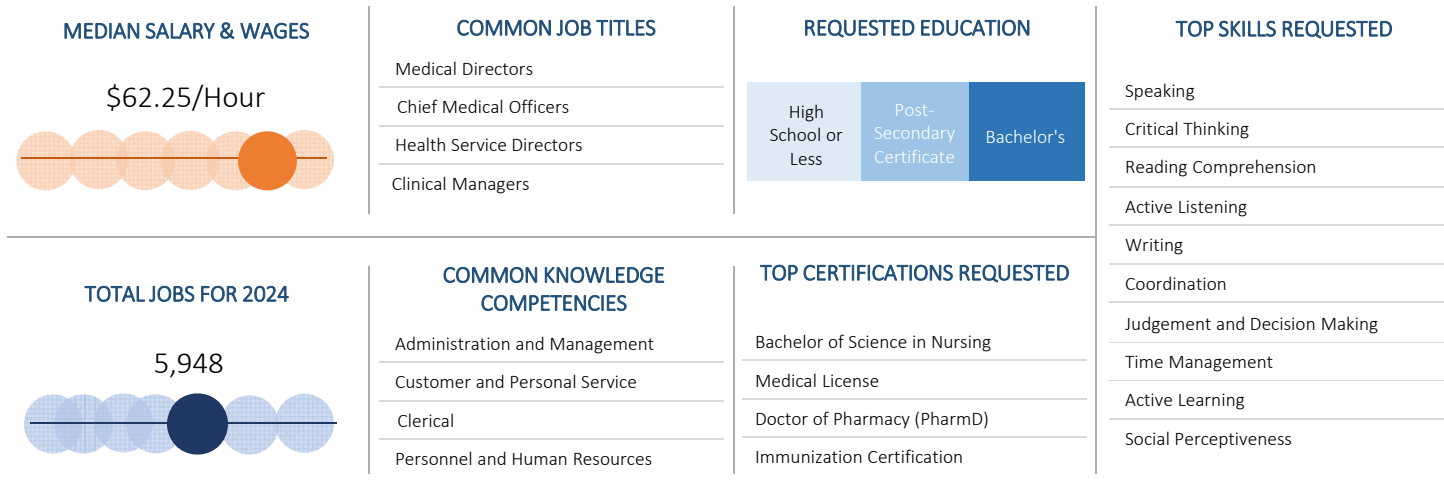 MEDIAN SALARY & WAGES
$62.25/Hour
COMMON JOB TITLES
Medical Directors
Chief Medical Officers
Health Service Directors
Clinical Managers
REQUESTED EDUCATION
High
School or
Less
Post-
Secondary
Certificate
Bachelor's
TOP SKILLS REQUESTED
Speaking
Critical Thinking
Reading Comprehension
Active Listening
Writing
Coordination
Judgement and Decision Making
Time Management
Active Learning
Social Perceptiveness
TOTAL JOBS FOR 2024
5,948
COMMON KNOWLEDGE
COMPETENCIES
Administration and Management
Customer and Personal Service
Clerical
Personnel and Human Resources
TOP CERTIFICATIONS REQUESTED
Bachelor of Science in Nursing
Medical License
Doctor of Pharmacy (PharmD)
Immunization Certification